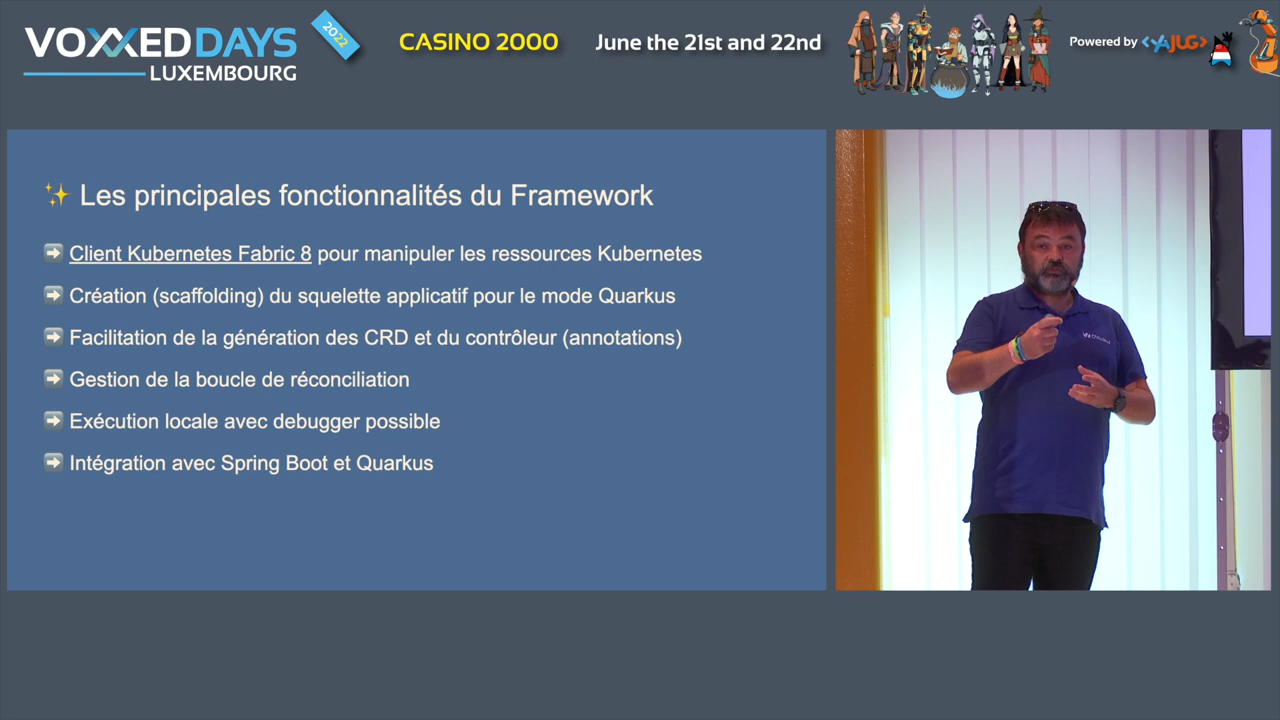 VOXXED DAYS
LUXEMBOURG
2022
CASINO 2000
June the 21st and 22nd
Powered by <YAJUG>
✨ Les principales fonctionnalités du Framework
➡ Client Kubernetes Fabric 8 pour manipuler les ressources Kubernetes
➡ Création (scaffolding) du squelette applicatif pour le mode Quarkus
➡ Facilitation de la génération des CRD et du contrôleur (annotations)
➡ Gestion de la boucle de réconciliation
➡ Exécution locale avec debugger possible
➡ Intégration avec Spring Boot et Quarkus